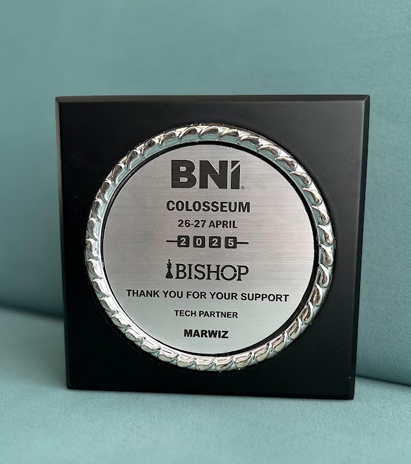 BNI
COLOSSEUM
26-27 APRIL
2025
BISHOP
THANK YOU FOR YOUR SUPPORT
TECH PARTNER
MARWIZ